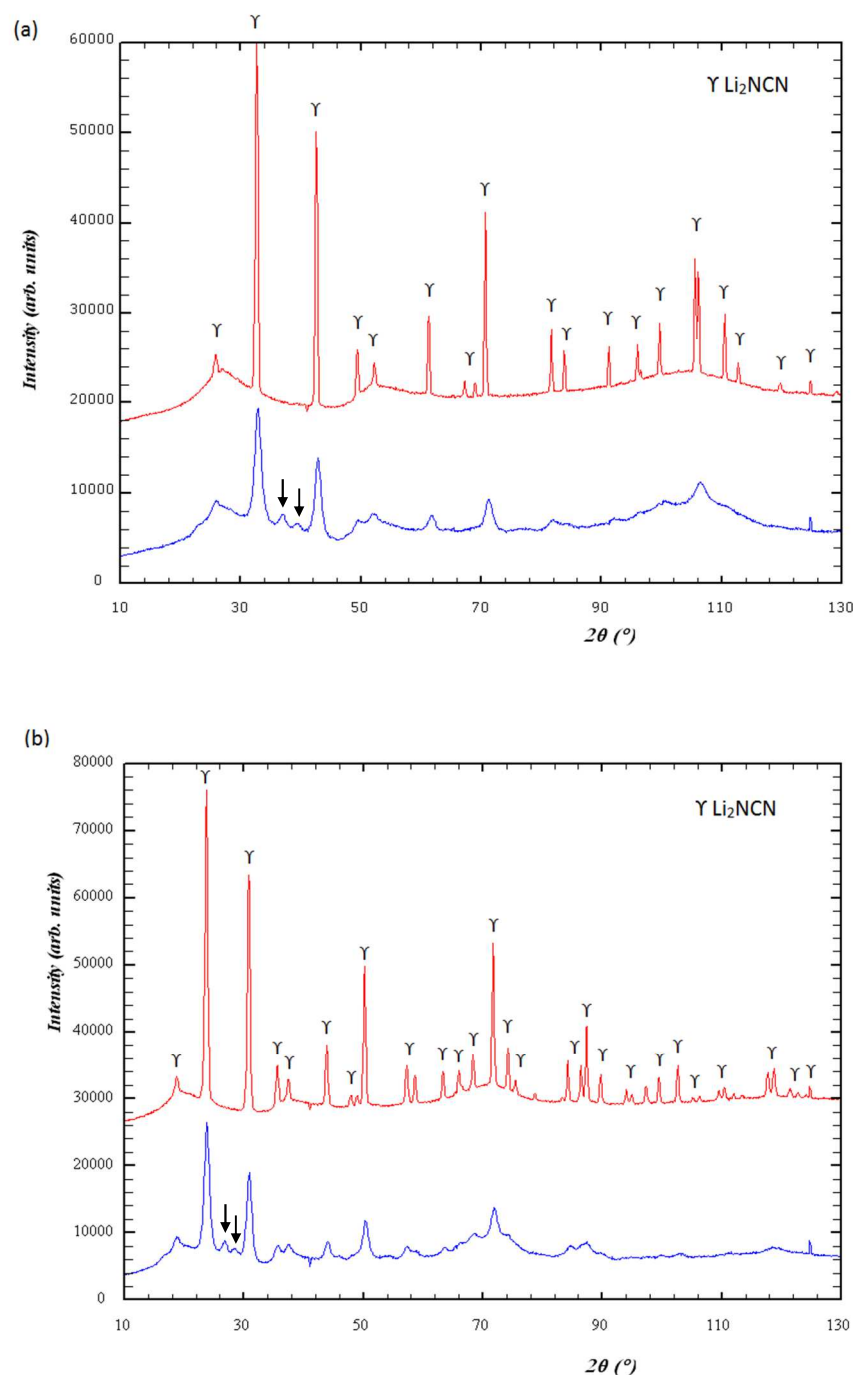 (a)
ϒ
60000
50000
40000
30000
20000
10000
0
Intensity (arb. units)
ϒ Li₂NCN
ϒ ϒ ϒ ϒ ϒ ϒ ϒ ϒ ϒ ϒ ϒ ϒ ϒ ϒ ϒ ϒ ϒ
10 30 50 70 90 110 130
2θ (°)
(b)
80000
70000
60000
50000
40000
30000
20000
10000
0
Intensity (arb. units)
ϒ Li₂NCN
ϒ ϒ ϒ ϒ ϒ ϒ ϒ ϒ ϒ ϒ ϒ ϒ ϒ ϒ ϒ ϒ ϒ ϒ ϒ ϒ ϒ ϒ ϒ ϒ ϒ
10 30 50 70 90 110 130
2θ (°)